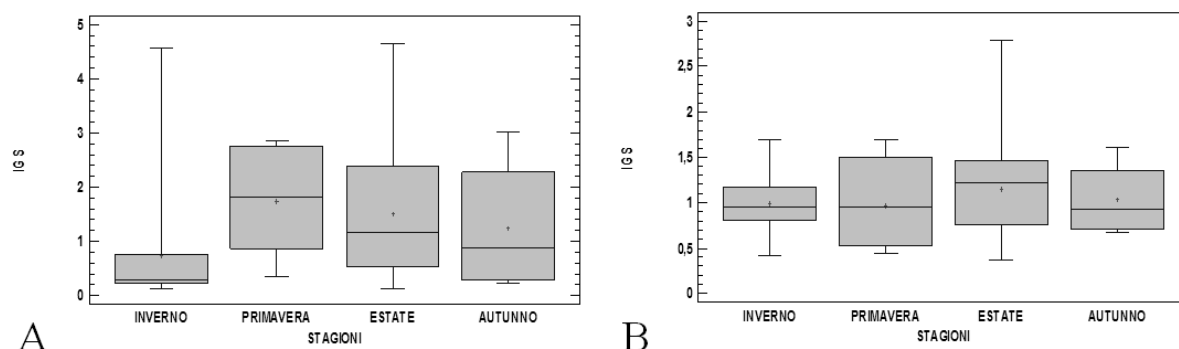 5
4
3
2
1
0
IGS
INVERNO PRIMAVERA ESTATE AUTUNNO
STAGIONI
A
3
2,5
2
1,5
1
0,5
0
IGS
INVERNO PRIMAVERA ESTATE AUTUNNO
STAGIONI
B